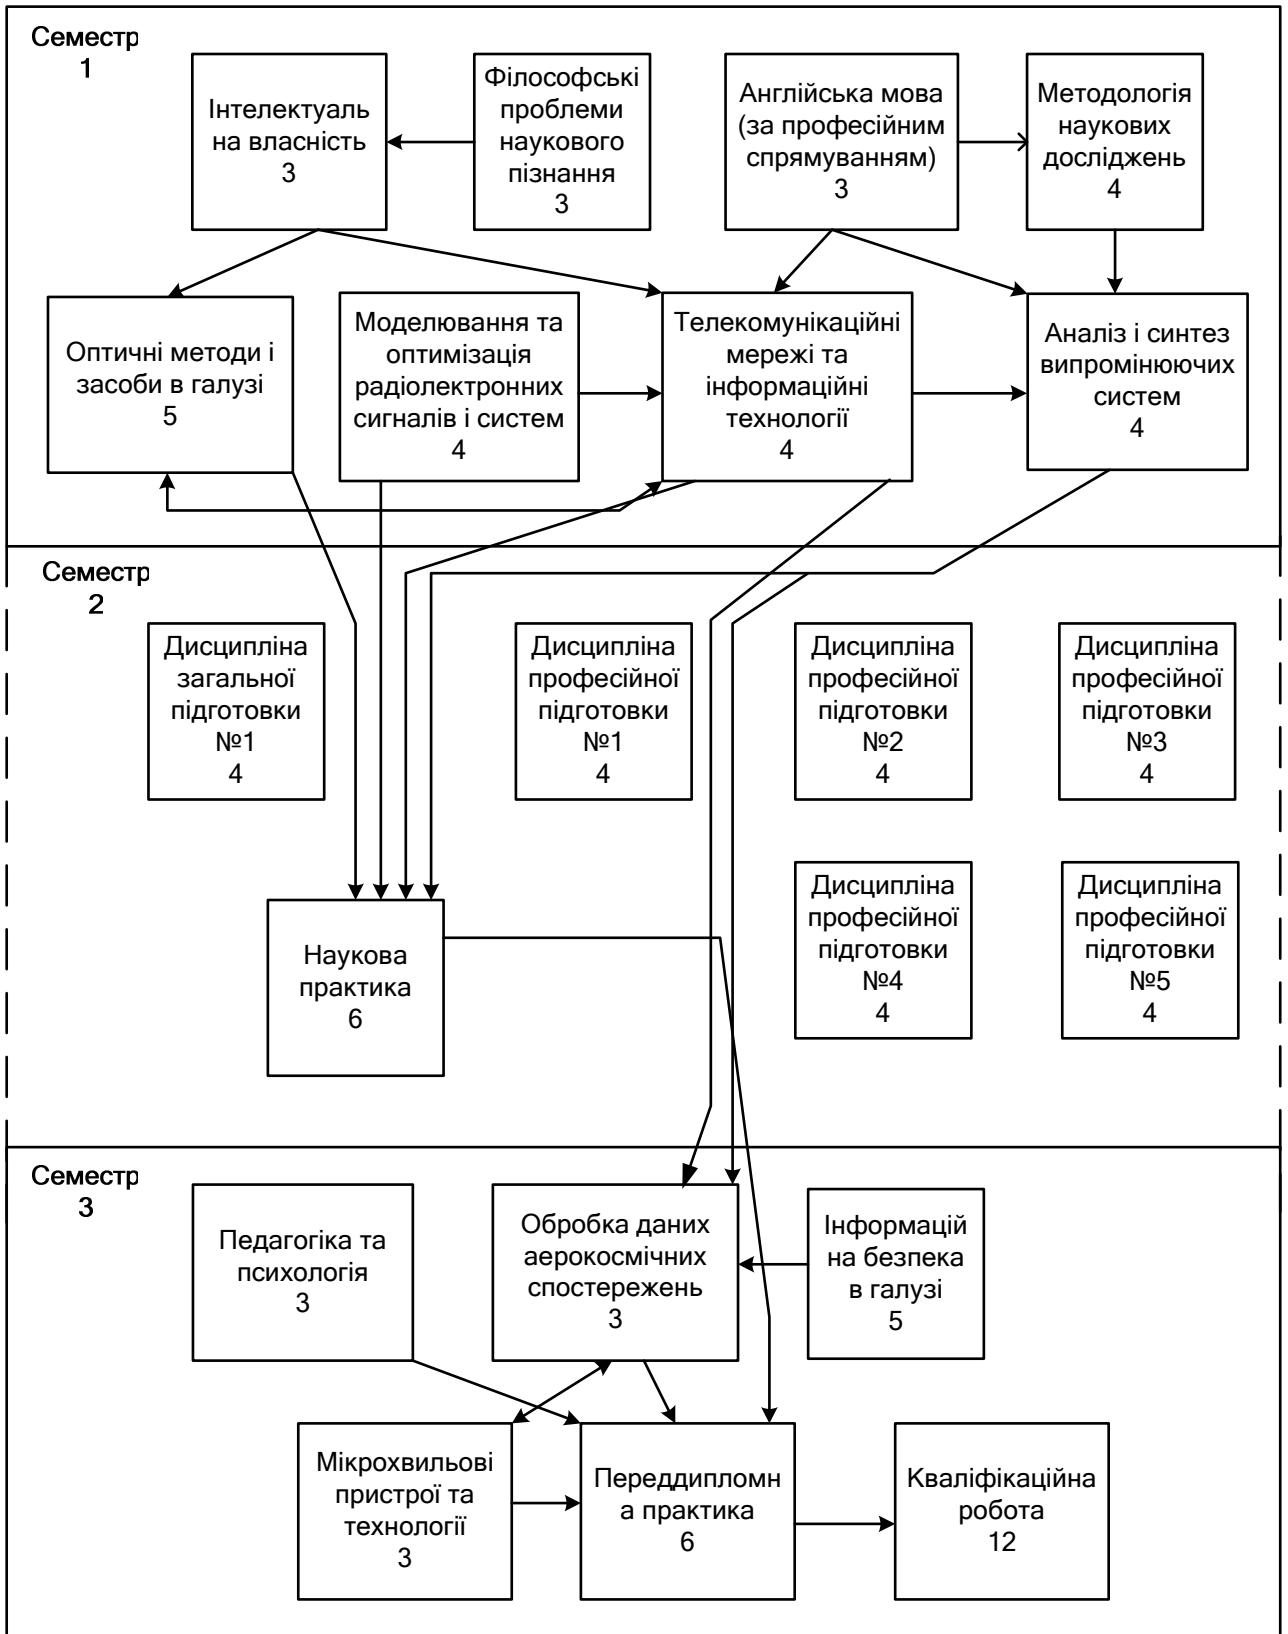 Семестр
1
Інтелектуаль
на власність
3
Філософські
проблеми
наукового
пізнання
3
Англійська мова
(за професійним
спрямуванням)
3
Методологія
наукових
досліджень
4
Оптичні методи і
засоби в галузі
5
Моделювання та
оптимізація
радіолектронних
сигналів і систем
4
Телекомунікаційні
мережі та
інформаційні
технології
4
Аналіз і синтез
випромінюючих
систем
4
Семестр
2
Дисципліна
загальної
підготовки
№1
4
Дисципліна
професійної
підготовки
№1
4
Дисципліна
професійної
підготовки
№2
4
Дисципліна
професійної
підготовки
№3
4
Дисципліна
професійної
підготовки
№4
4
Дисципліна
професійної
підготовки
№5
4
Наукова
практика
6
Семестр
3
Педагогіка та
психологія
3
Обробка даних
аерокосмічних
спостережень
3
Інформацій
на безпека
в галузі
5
Мікрохвильові
пристрої та
технології
3
Переддипломн
а практика
6
Кваліфікаційна
робота
12